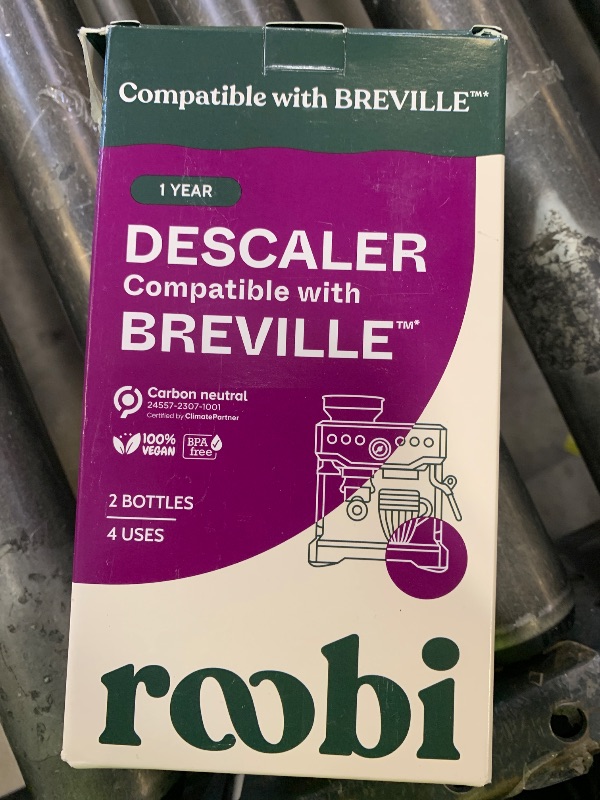 Compatible with BREVILLE™*
1 YEAR
DESCALER
Compatible with
BREVILLE™*
Carbon neutral
24557-2307-1001
Certified by ClimatePartner
100%
VEGAN
BPA
free
2 BOTTLES
4 USES
roobi